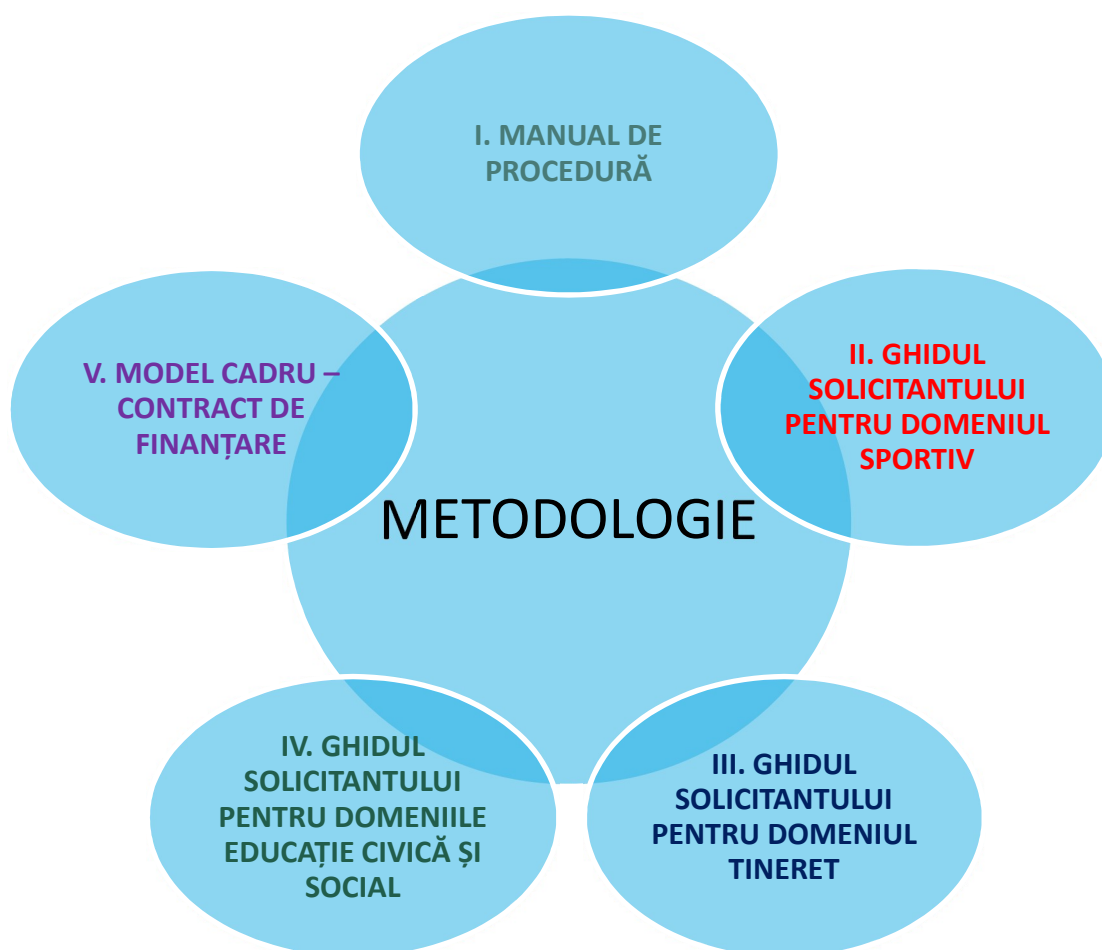 I. MANUAL DE
PROCEDURĂ
II. GHIDUL
SOLICITANTULUI
PENTRU DOMENIUL
SPORTIV
III. GHIDUL
SOLICITANTULUI
PENTRU DOMENIUL
TINERET
IV. GHIDUL
SOLICITANTULUI
PENTRU DOMENIILE
EDUCAȚIE CIVICĂ ȘI
SOCIAL
V. MODEL CADRU –
CONTRACT DE
FINANȚARE
METODOLOGIE